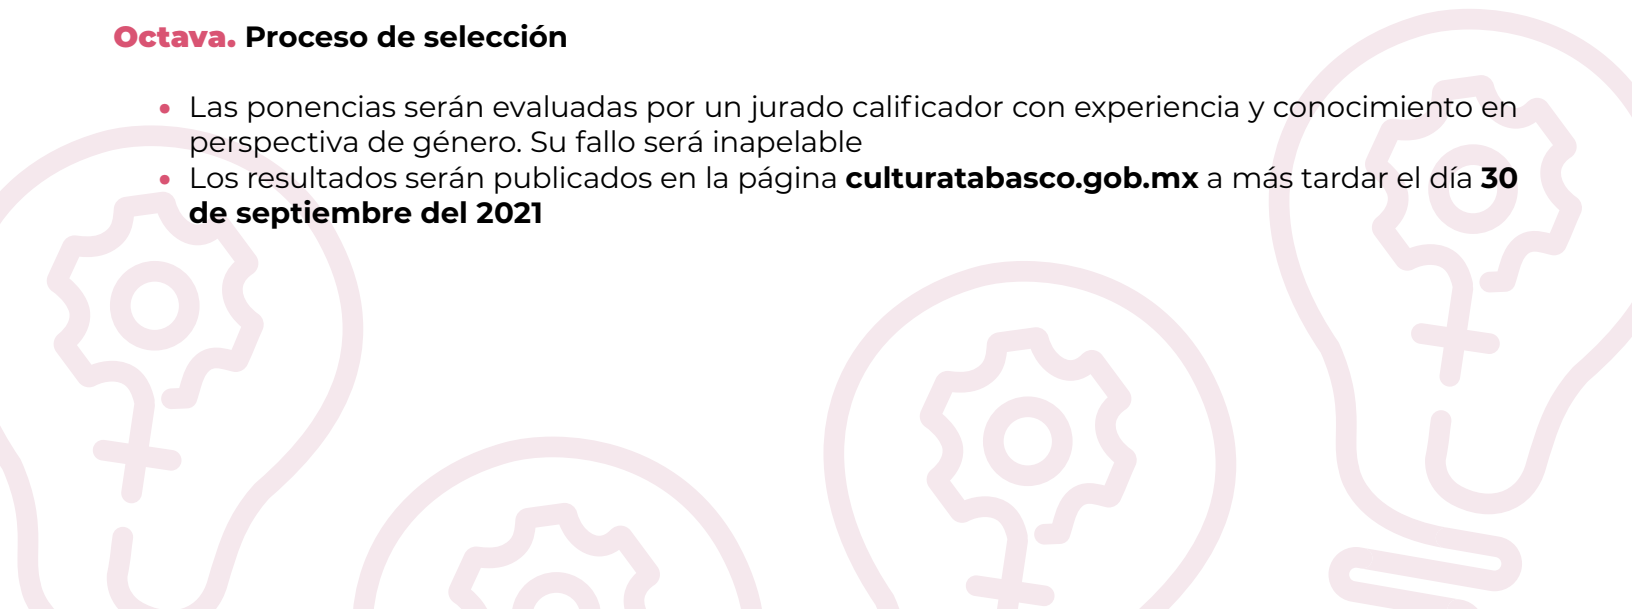 Octava. Proceso de selección
• Las ponencias serán evaluadas por un jurado calificador con experiencia y conocimiento en
perspectiva de género. Su fallo será inapelable
• Los resultados serán publicados en la página culturatabasco.gob.mx a más tardar el día 30
de septiembre del 2021